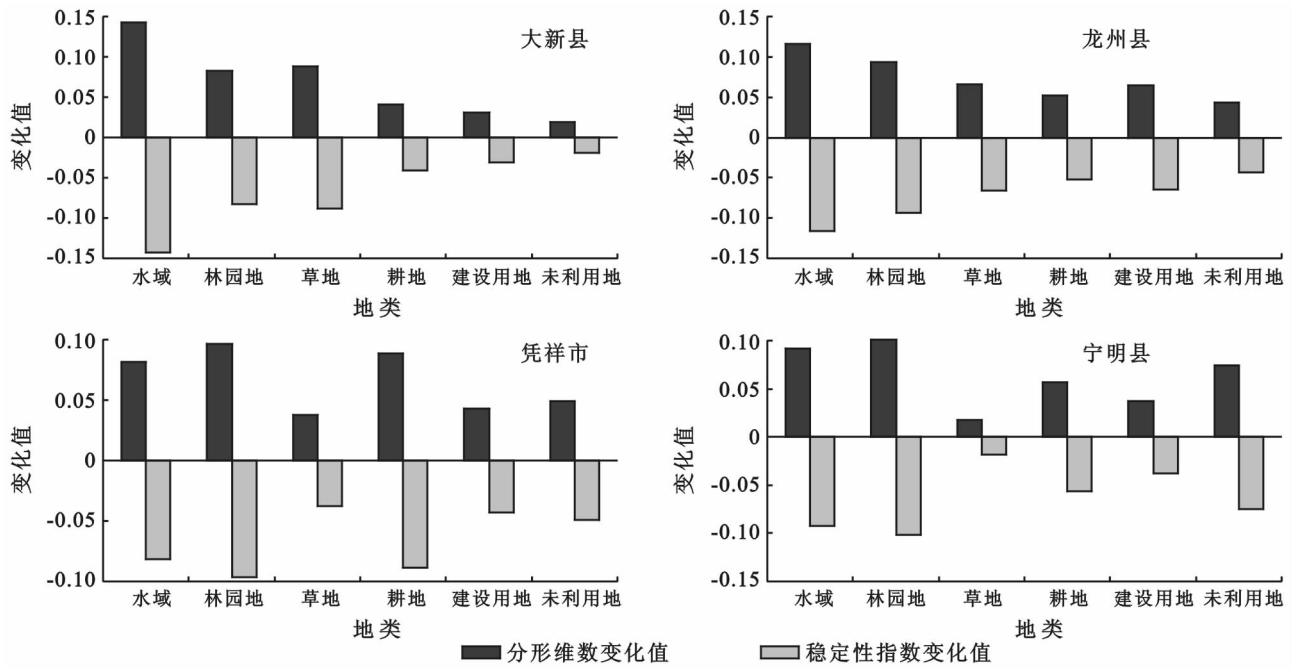 大新县
变化值
0.15
0.10
0.05
0
-0.05
-0.10
-0.15
水域 林园地 草地 耕地 建设用地 未利用地
地类
龙州县
变化值
0.15
0.10
0.05
0
-0.05
-0.10
-0.15
水域 林园地 草地 耕地 建设用地 未利用地
地类
凭祥市
变化值
0.10
0.05
0
-0.05
-0.10
水域 林园地 草地 耕地 建设用地 未利用地
地类
宁明县
变化值
0.10
0.05
0
-0.05
-0.10
-0.15
水域 林园地 草地 耕地 建设用地 未利用地
地类
分形维数变化值 稳定性指数变化值